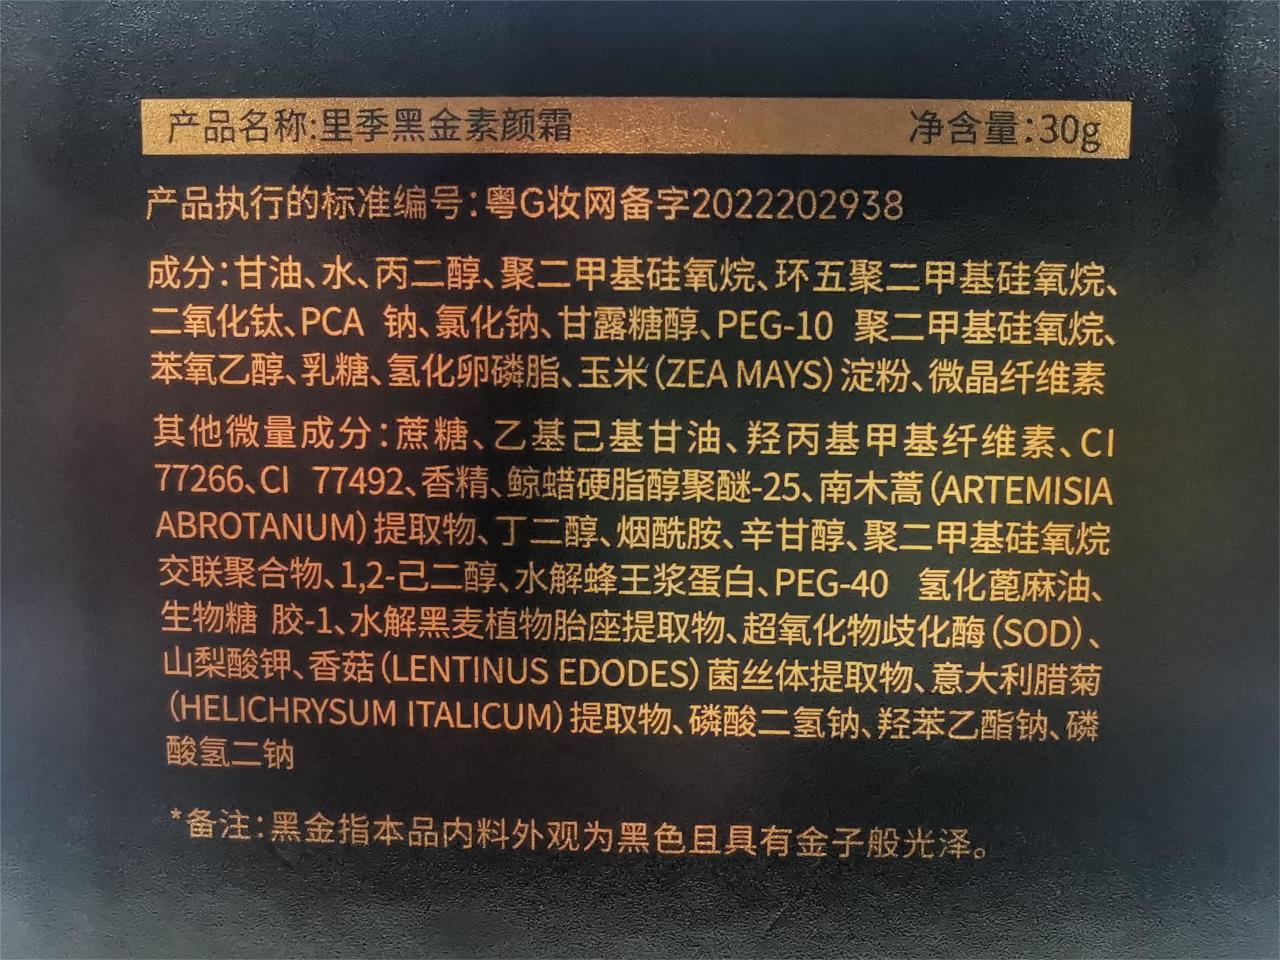 产品名称:里季黑金素颜霜 净含量:30g
产品执行的标准编号:粤G妆网备字2022202938
成分:甘油、水、丙二醇、聚二甲基硅氧烷、环五聚二甲基硅氧烷、
二氧化钛、PCA 钠、氯化钠、甘露糖醇、PEG-10 聚二甲基硅氧烷、
苯氧乙醇、乳糖、氢化卵磷脂、玉米(ZEA MAYS)淀粉、微晶纤维素
其他微量成分:蔗糖、乙基己基甘油、羟丙基甲基纤维素、CI
77266、CI 77492、香精、鲸蜡硬脂醇聚醚-25、南木蒿(ARTEMISIA
ABROTANUM)提取物、丁二醇、烟酰胺、辛甘醇、聚二甲基硅氧烷
交联聚合物、1,2-己二醇、水解蜂王浆蛋白、PEG-40 氢化蓖麻油、
生物糖 胶-1、水解黑麦植物胎座提取物、超氧化物歧化酶(SOD)、
山梨酸钾、香菇(LENTINUS EDODES)菌丝体提取物、意大利腊菊
(HELICHRYSUM ITALICUM)提取物、磷酸二氢钠、羟苯乙酯钠、磷
酸氢二钠
*备注:黑金指本品内料外观为黑色且具有金子般光泽。